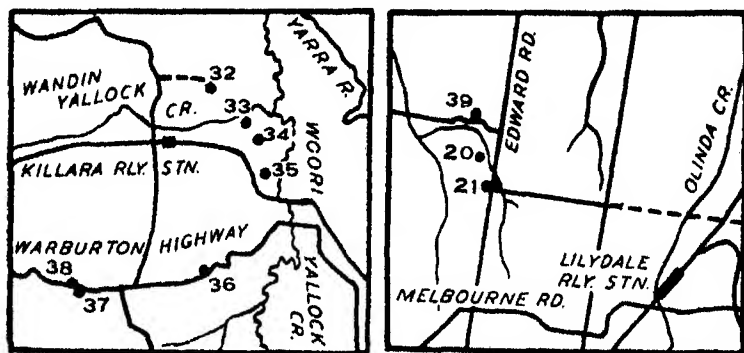 WANDIN YALLOCK
CR.
32
33
34
35
YARRA R.
WOORI
YALLOCK CR.
KILLARA RLY. STN.
WARBURTON HIGHWAY
38
37
36
39
20
21
EDWARD RD.
OLINDA CR.
LILYDALE
RLY. STN.
MELBOURNE RD.